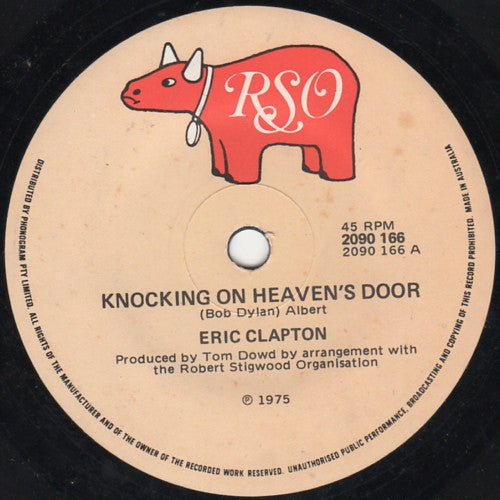 RSO
45 RPM
2090 166
2090 166 A
KNOCKING ON HEAVEN'S DOOR
(Bob Dylan) Albert
ERIC CLAPTON
Produced by Tom Dowd by arrangement with
the Robert Stigwood Organisation
℗ 1975
DISTRIBUTED BY PHONOGRAM PTY LIMITED. ALL RIGHTS OF THE MANUFACTURER AND OF THE OWNER OF THE RECORDED WORK RESERVED. UNAUTHORISED PUBLIC PERFORMANCE, BROADCASTING AND COPYING OF THIS RECORD PROHIBITED. MADE IN AUSTRALIA